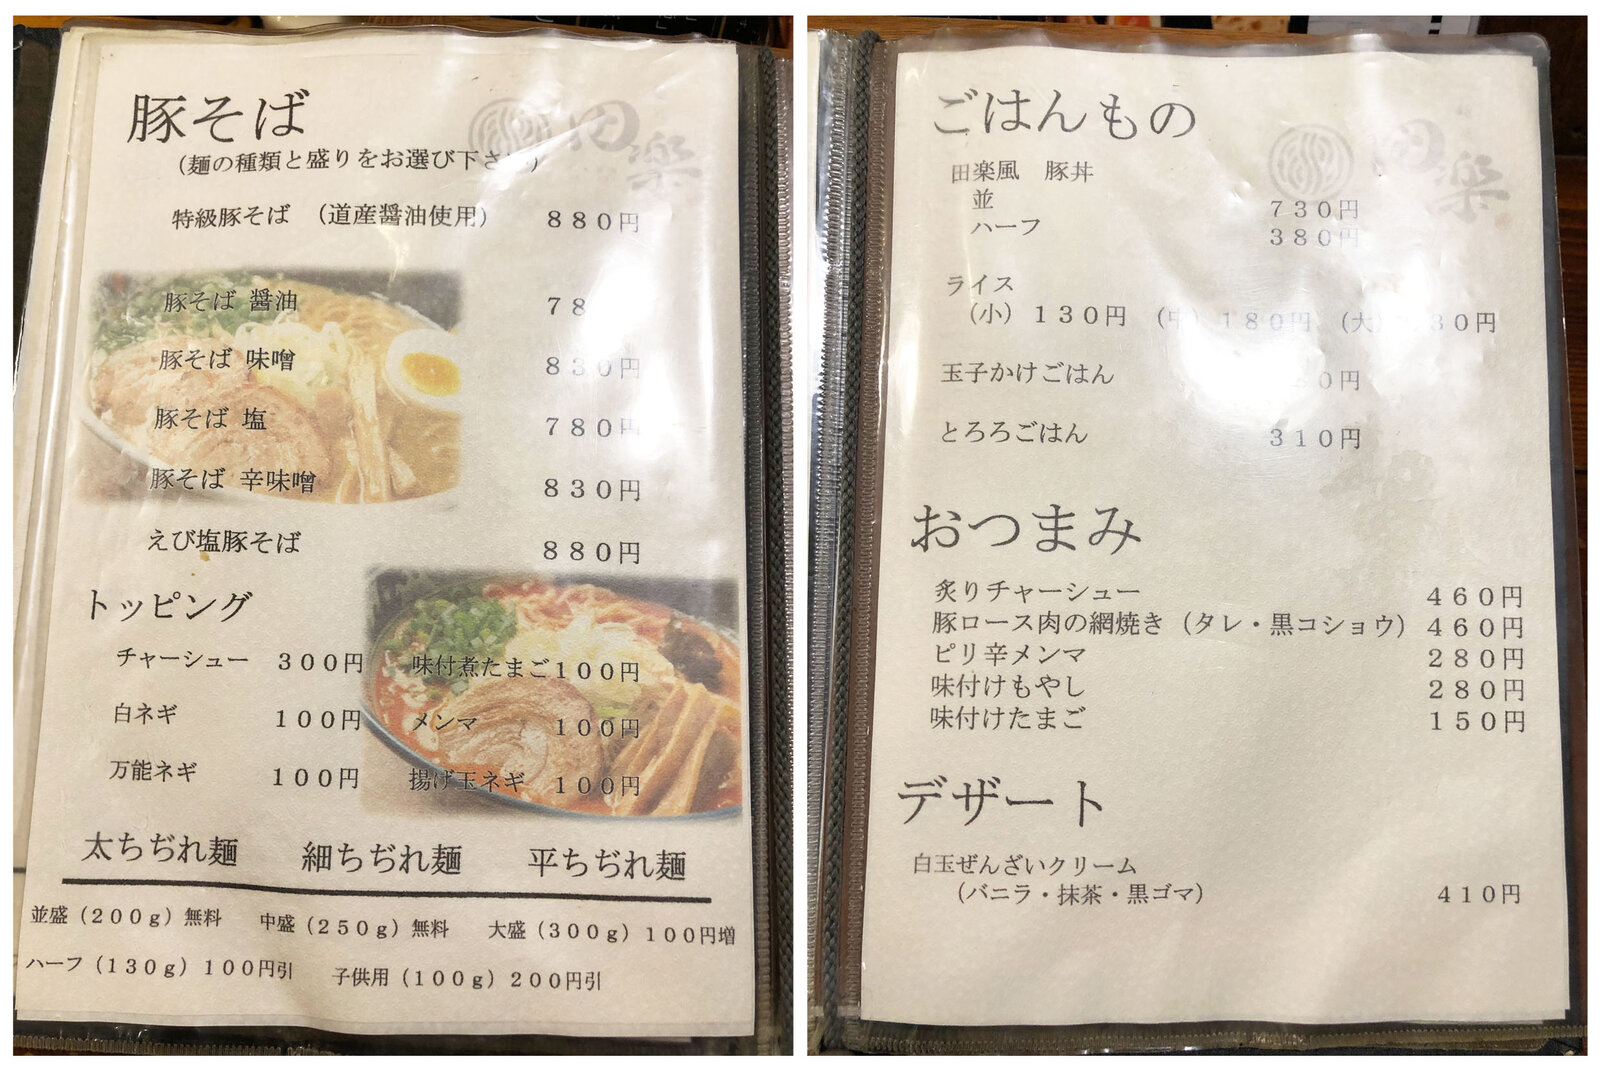 豚そば
田楽
(麺の種類と盛りをお選び下さ
特級豚そば （道産醤油使用） 880円
豚そば 醤油 78
豚そば 味噌 830円
豚そば 塩 780円
豚そば 辛味噌 830円
えび塩豚そば 880円
トッピング
チャーシュー 300円 味付煮たまご100円
白ネギ 100円 メンマ 100円
万能ネギ 100円 揚げ玉ネギ 100円
太ちぢれ麺 細ちぢれ麺 平ちぢれ麺
並盛（200g）無料 中盛（250g）無料 大盛（300g）100円増
ハーフ（130g）100円引 子供用（100g）200円引
ごはんもの
田楽
田楽風 豚丼
並 730円
ハーフ 380円
ライス
（小）130円 （中）180円 （大） 30円
玉子かけごはん 0円
とろろごはん 310円
おつまみ
炙りチャーシュー 460円
豚ロース肉の網焼き（タレ・黒コショウ）460円
ピリ辛メンマ 280円
味付けもやし 280円
味付けたまご 150円
デザート
白玉ぜんざいクリーム
（バニラ・抹茶・黒ゴマ） 410円